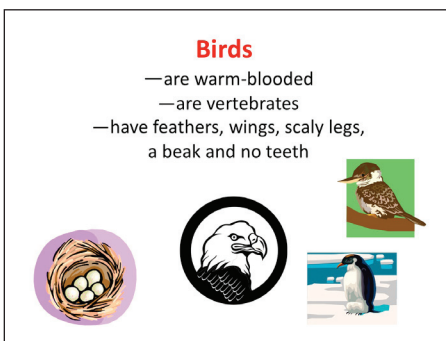 Birds
—are warm-blooded
—are vertebrates
—have feathers, wings, scaly legs,
a beak and no teeth